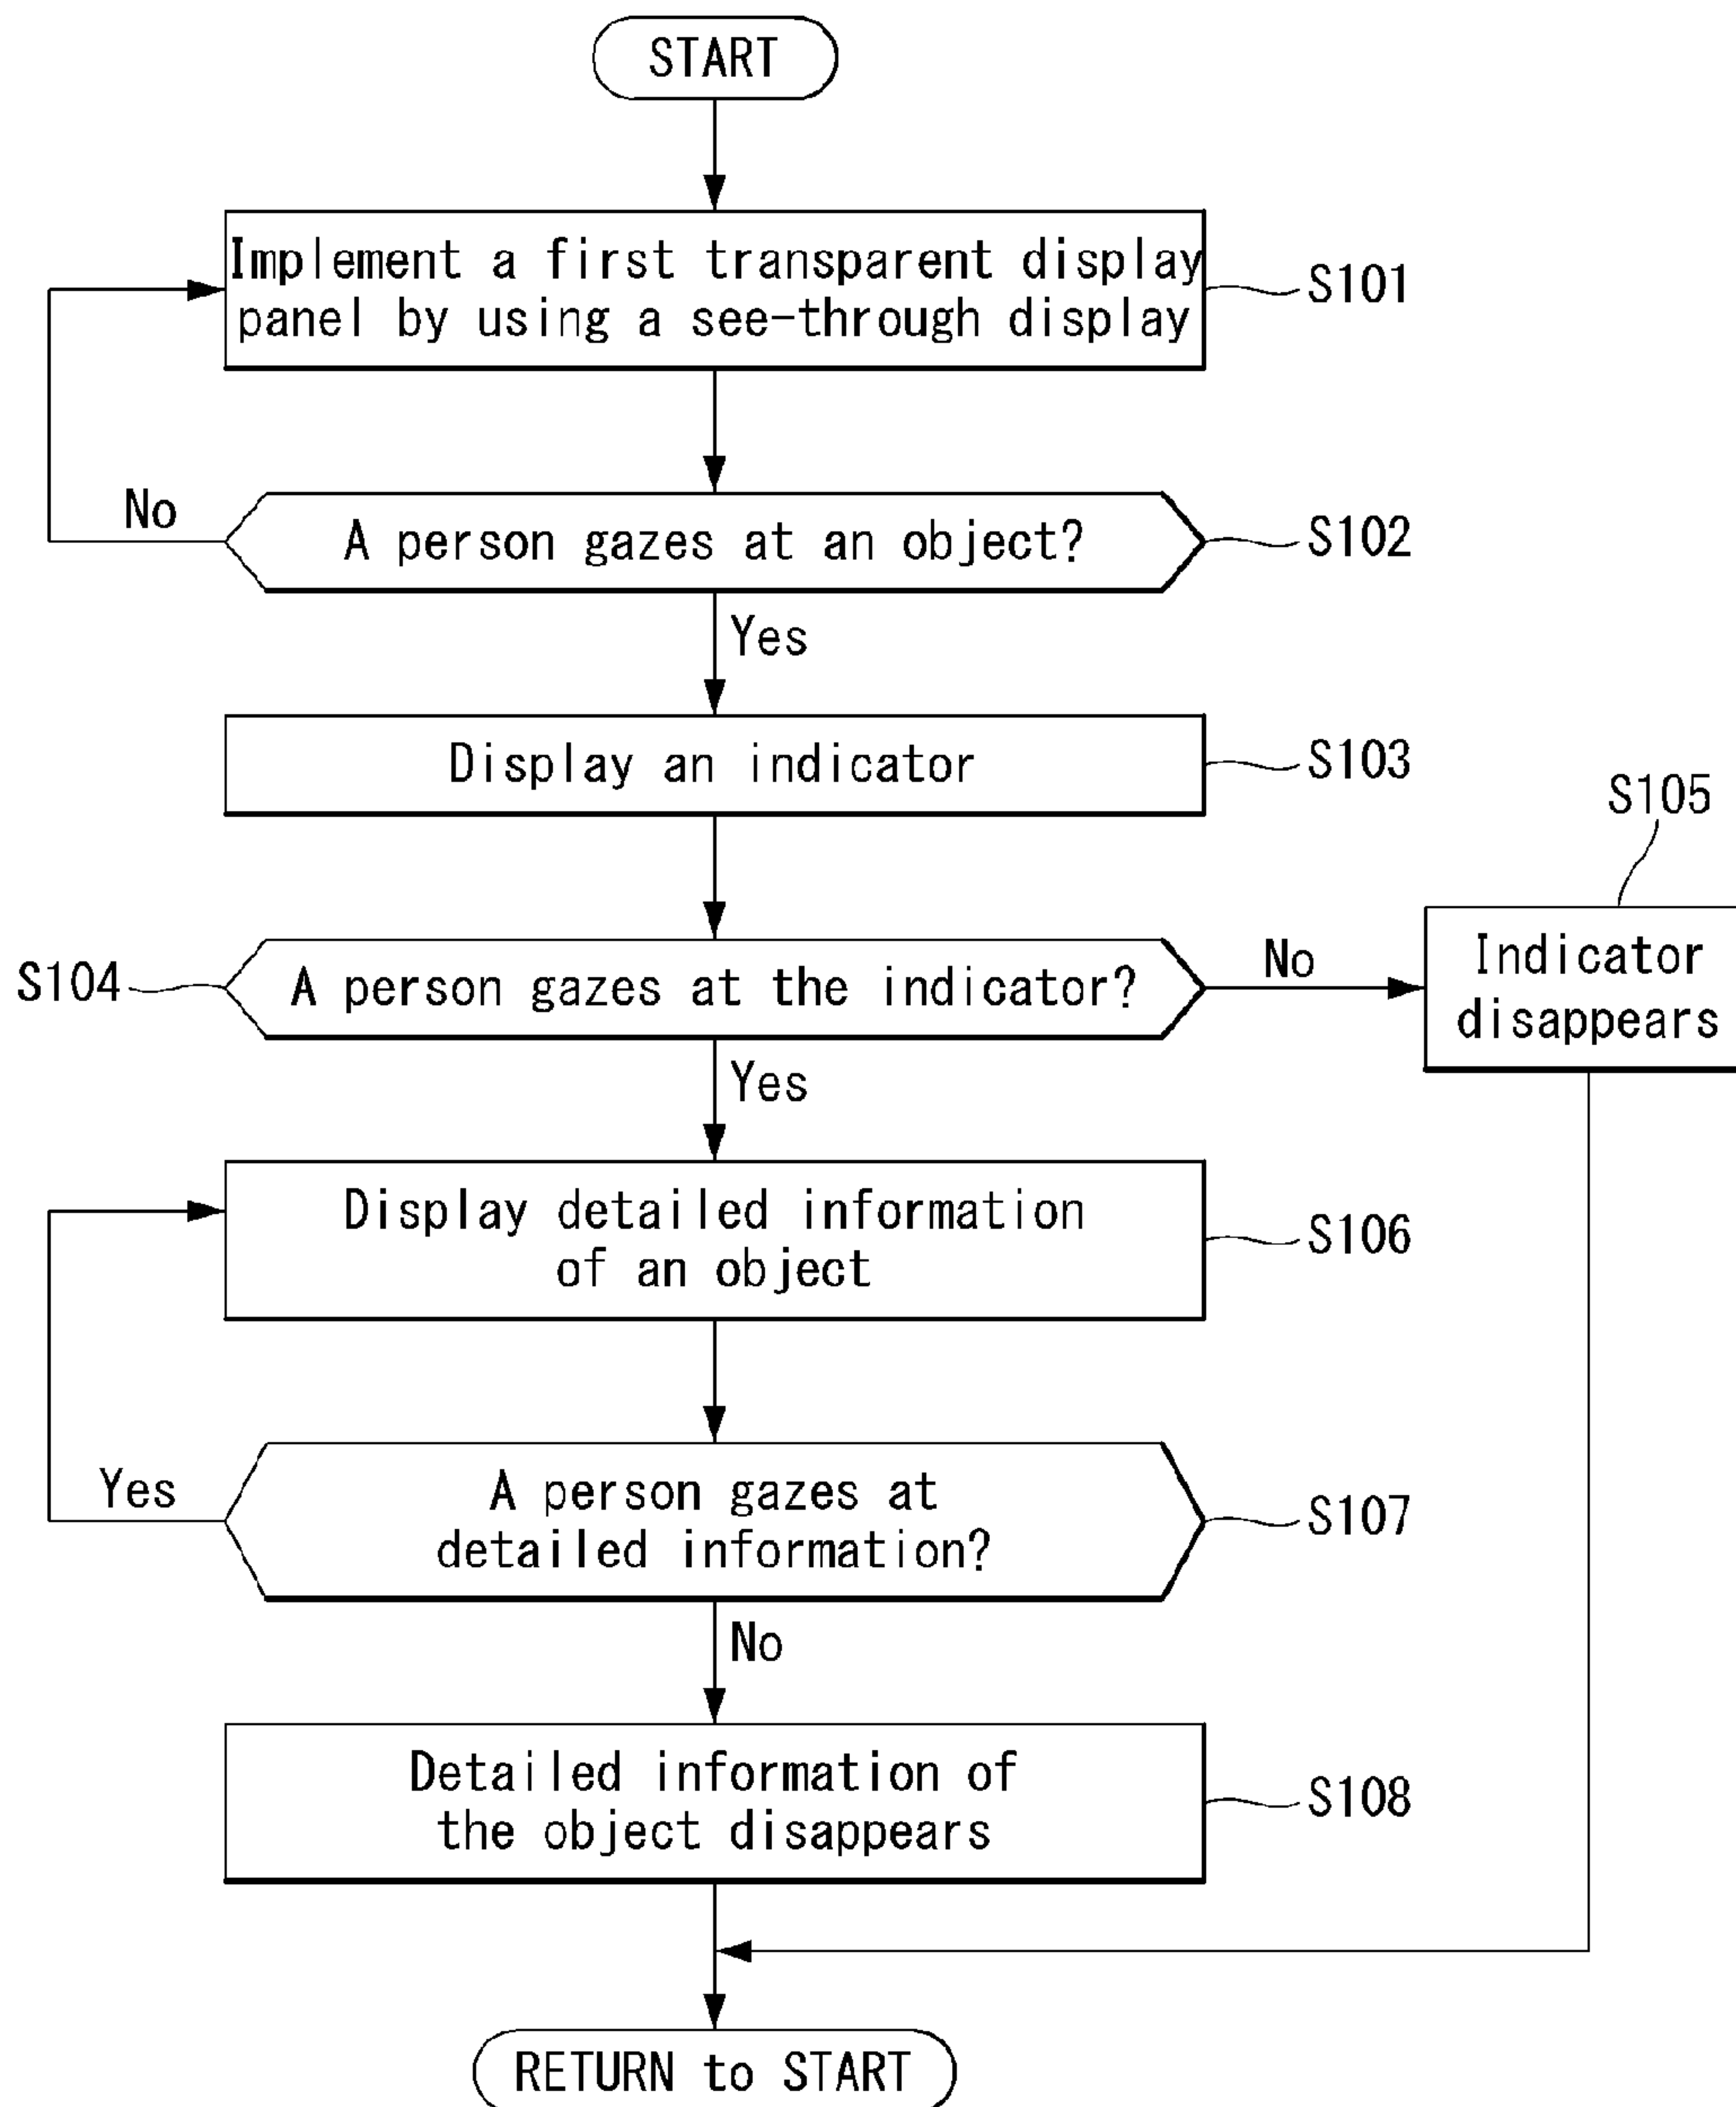 START
Implement a first transparent display
panel by using a see-through display
S101
No
A person gazes at an object?
S102
Yes
Display an indicator
S103
S105
S104
A person gazes at the indicator?
No
Indicator
disappears
Yes
Display detailed information
of an object
S106
Yes
A person gazes at
detailed information?
S107
No
Detailed information of
the object disappears
S108
RETURN to START